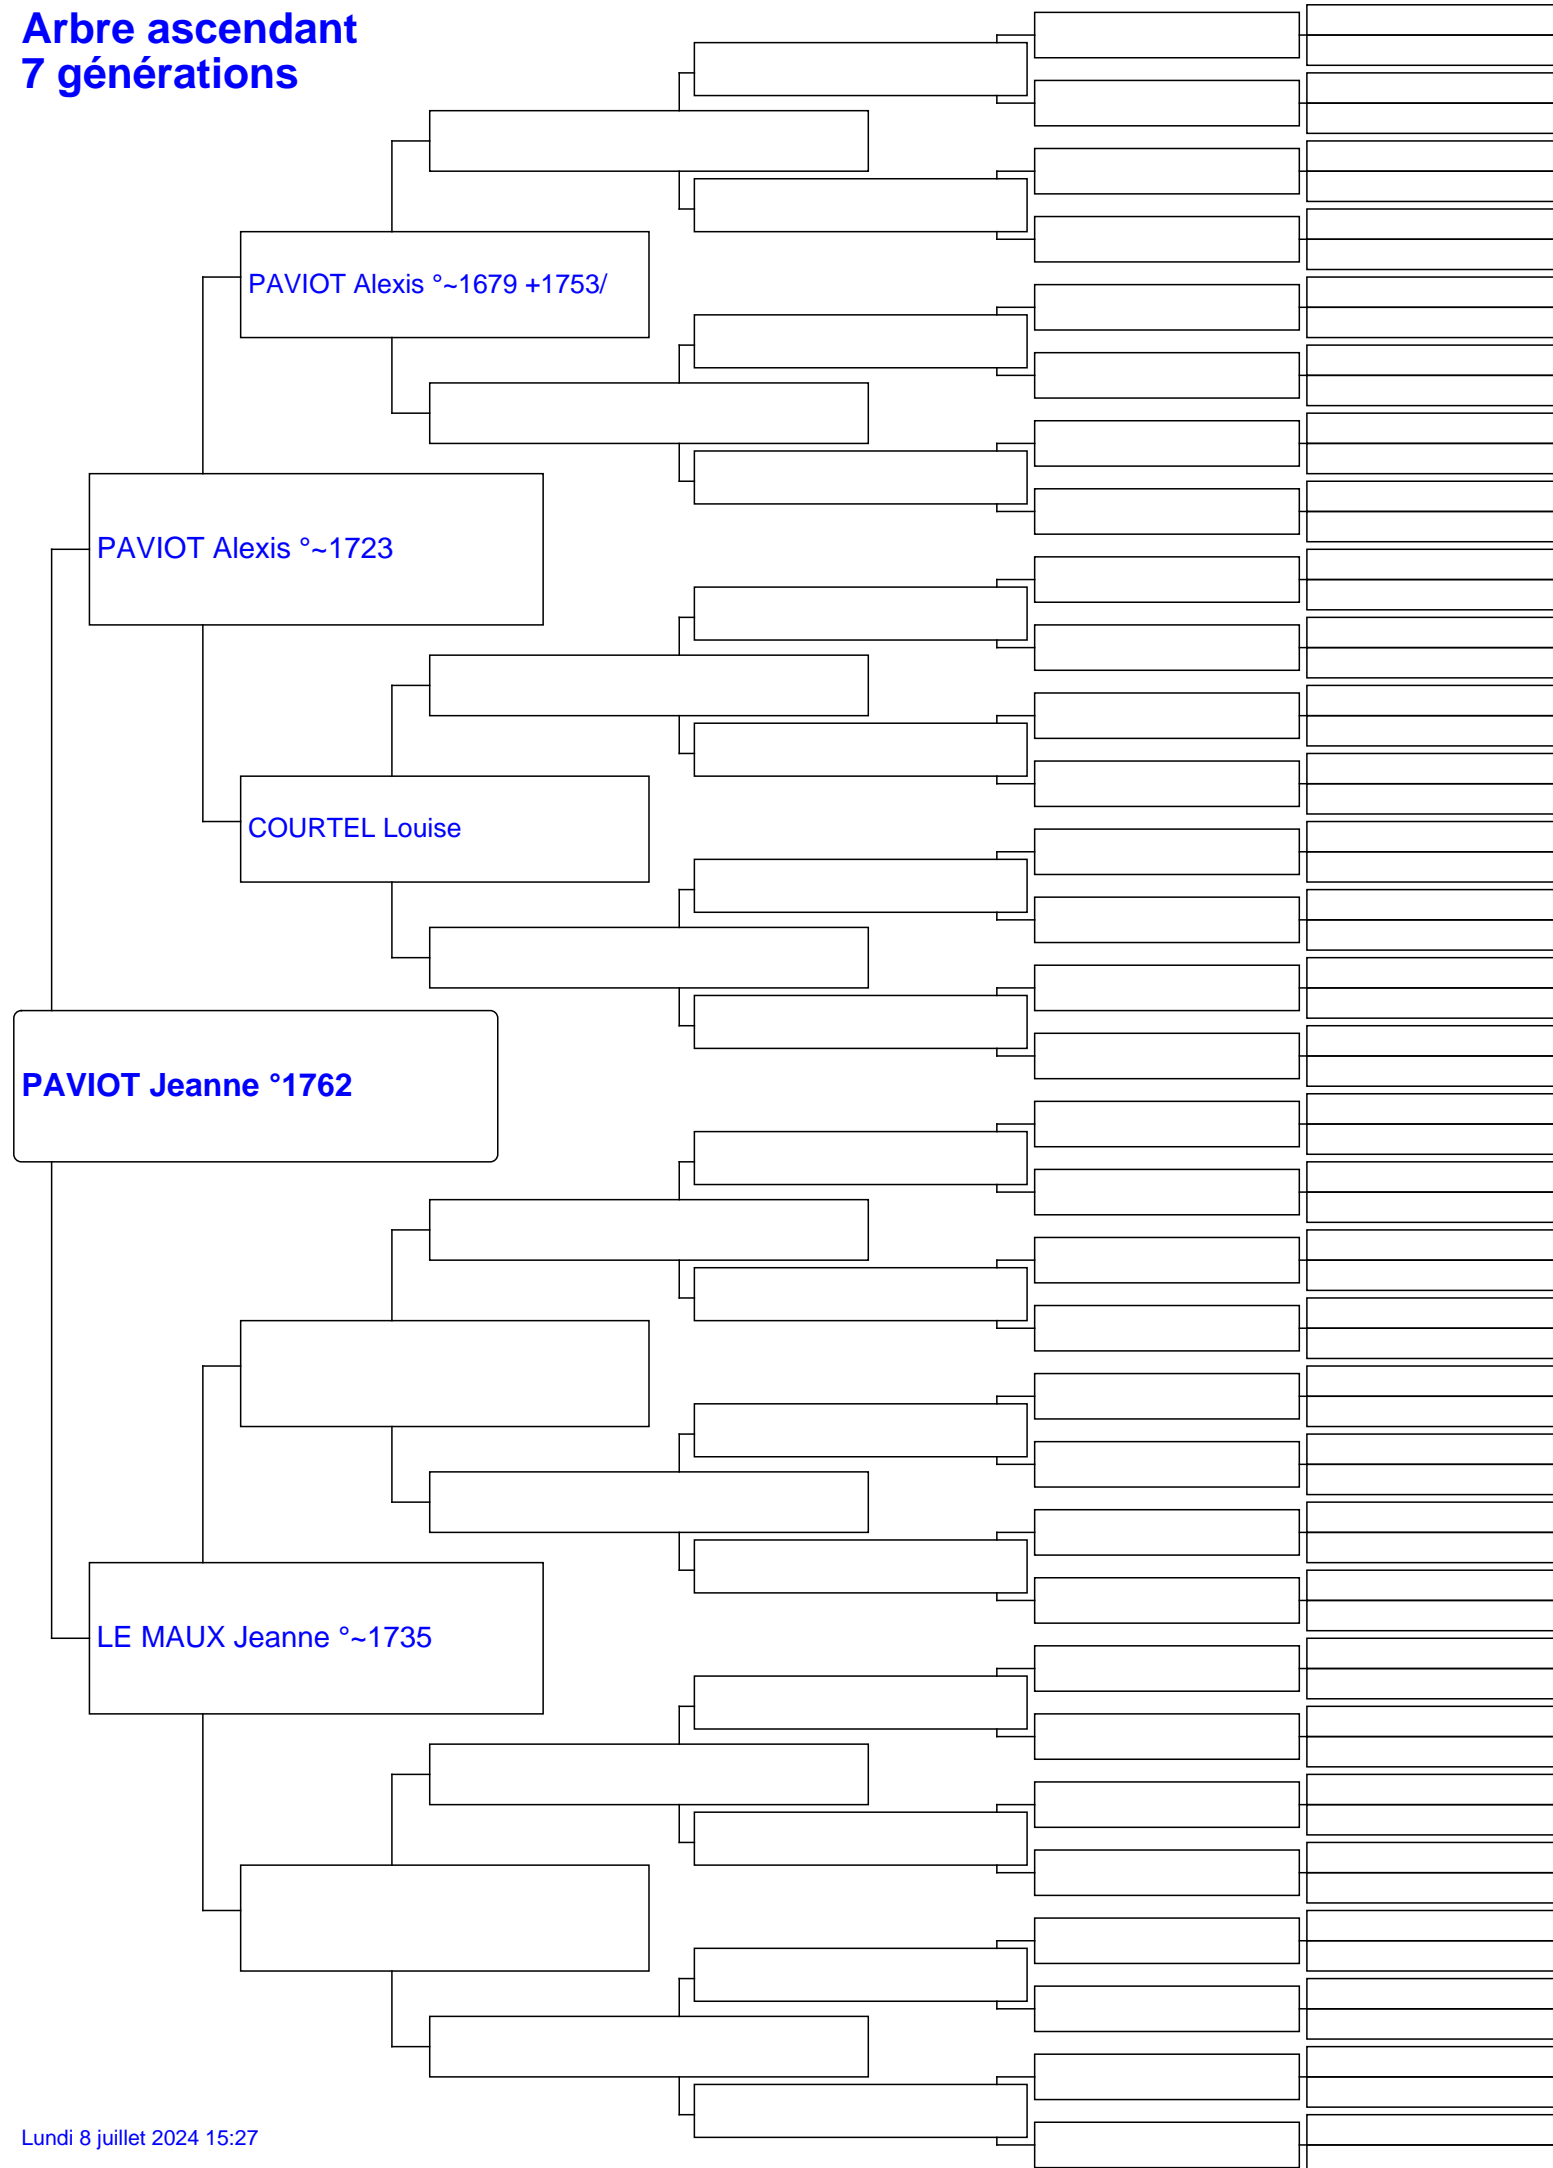 Arbre ascendant
7 générations
PAVIOT Alexis °~1679 +1753/
PAVIOT Alexis °~1723
COURTEL Louise
PAVIOT Jeanne °1762
LE MAUX Jeanne °~1735
Lundi 8 juillet 2024 15:27